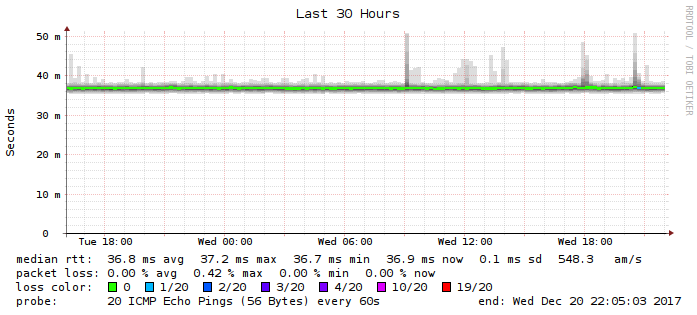 Last 30 Hours
RRDTOOL / TOBI OETIKER
Seconds
50 m
40 m
30 m
20 m
10 m
0
Tue 18:00 Wed 00:00 Wed 06:00 Wed 12:00 Wed 18:00
median rtt: 36.8 ms avg 37.2 ms max 36.7 ms min 36.9 ms now 0.1 ms sd 548.3 am/s
packet loss: 0.00 % avg 0.42 % max 0.00 % min 0.00 % now
loss color: 0 1/20 2/20 3/20 4/20 10/20 19/20
probe: 20 ICMP Echo Pings (56 Bytes) every 60s end: Wed Dec 20 22:05:03 2017